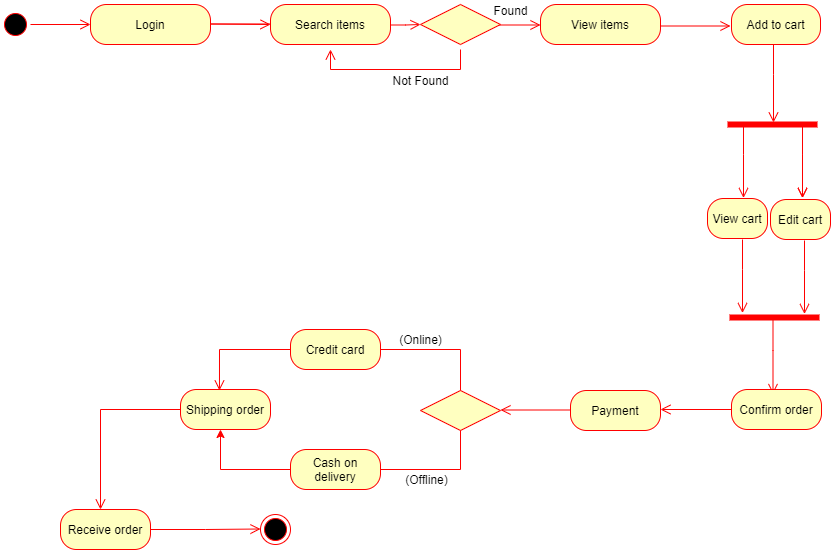 Login
Search items
Found
View items
Add to cart
Not Found
View cart
Edit cart
Confirm order
Payment
(Online)
Credit card
(Offline)
Cash on
delivery
Shipping order
Receive order